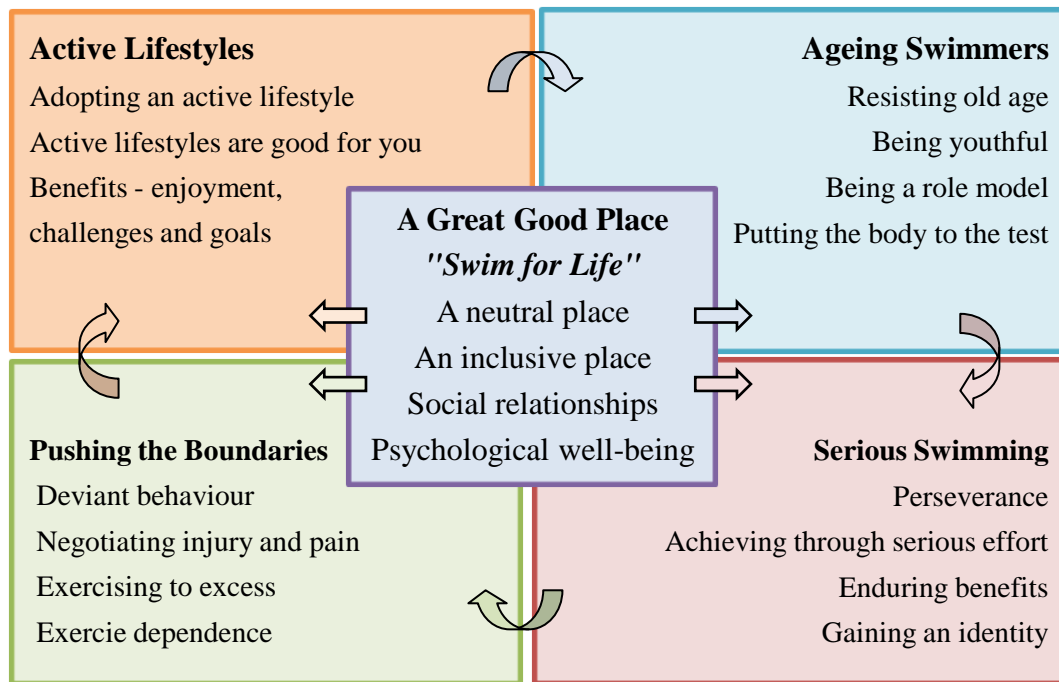 Active Lifestyles
Adopting an active lifestyle
Active lifestyles are good for you
Benefits - enjoyment,
challenges and goals
Ageing Swimmers
Resisting old age
Being youthful
Being a role model
Putting the body to the test
A Great Good Place
"Swim for Life"
A neutral place
An inclusive place
Social relationships
Psychological well-being
Pushing the Boundaries
Deviant behaviour
Negotiating injury and pain
Exercising to excess
Exercie dependence
Serious Swimming
Perseverance
Achieving through serious effort
Enduring benefits
Gaining an identity